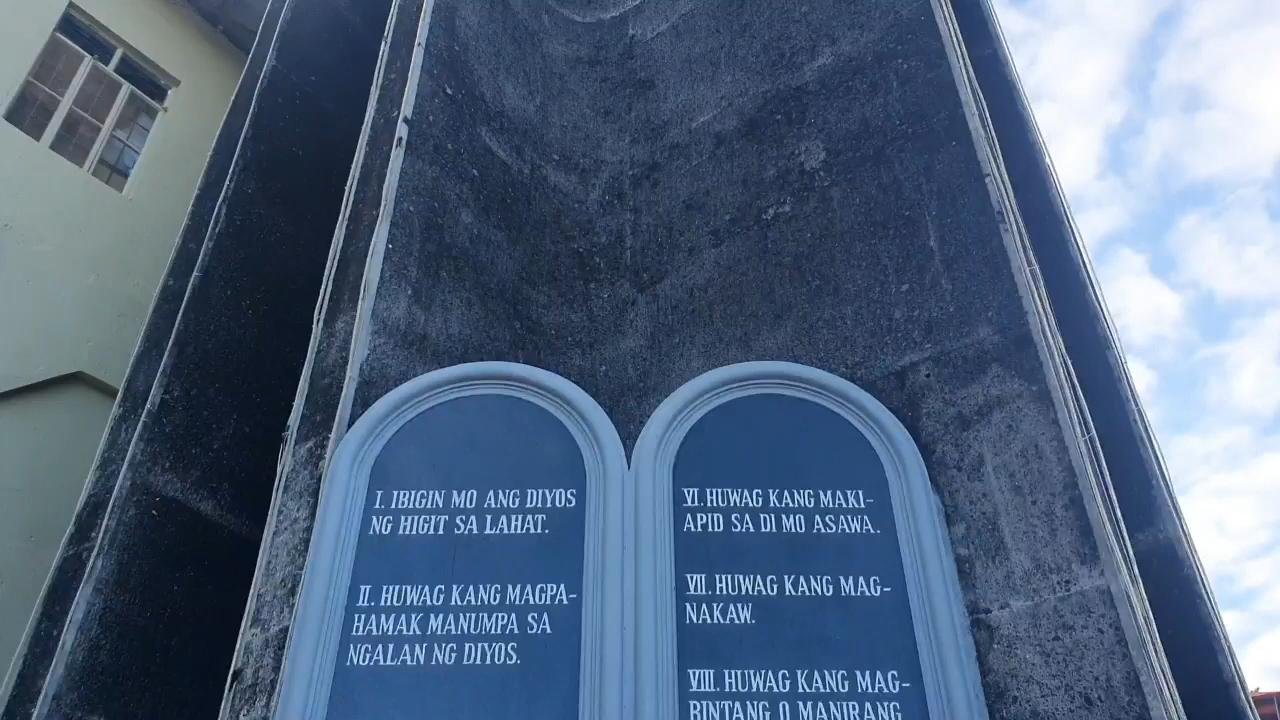 I. IBIGIN MO ANG DIYOS
NG HIGIT SA LAHAT.
II. HUWAG KANG MAGPA-
HAMAK MANUMPA SA
NGALAN NG DIYOS.
VI. HUWAG KANG MAKI-
APID SA DI MO ASAWA.
VII. HUWAG KANG MAG-
NAKAW.
VIII. HUWAG KANG MAG-
BINTANG O MANIRANG